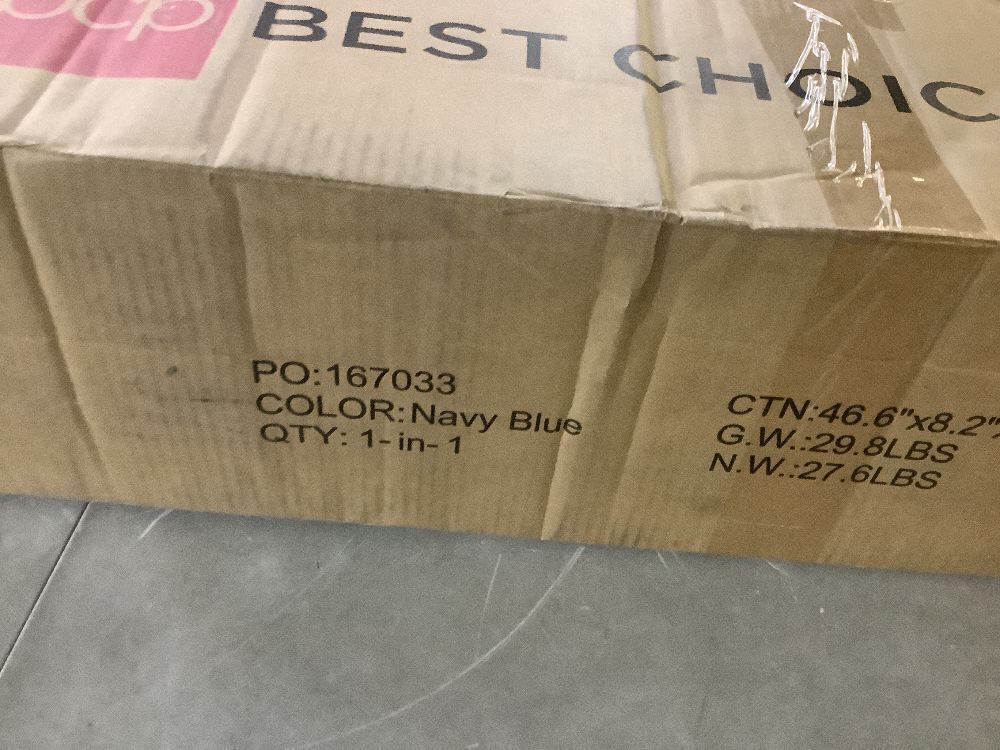 bcp
BEST CHOIC
PO:167033
COLOR:Navy Blue
QTY: 1-in-1
CTN:46.6"x8.2"
G.W.:29.8LBS
N.W.:27.6LBS